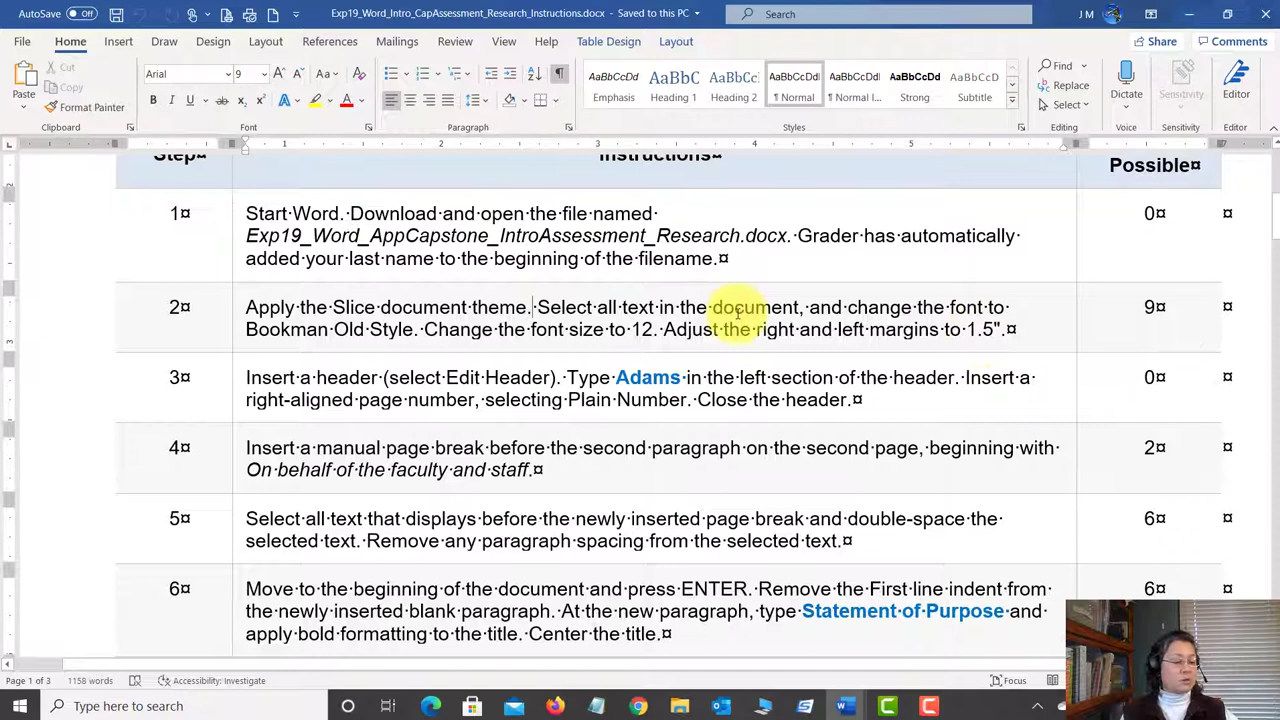 AutoSave Off
Exp19_Word_Intro_CapAssessment_Research_Instructions.docx - Saved to this PC
Search
J M
File Home Insert Draw Design Layout References Mailings Review View Help Table Design Layout
Share Comments
Paste
Cut
Copy
Format Painter
Clipboard
Arial 9
Font
Paragraph
AaBbCcDd AaBbC AaBbCcD AaBbCcDd AaBbCcDd AaBbCcDd AaBbCcDd
Emphasis Heading 1 Heading 2 ¶ Normal ¶ Normal I... Strong Subtitle
Styles
Find
Replace
Select
Editing
Dictate
Voice
Sensitivity
Sensitivity
Editor
Editor
1 2 3 4 5 7
Step¤ Instructions¤ Possible¤
1¤ Start·Word.·Download·and·open·the·file·named· 0¤ ¤
Exp19_Word_AppCapstone_IntroAssessment_Research.docx.·Grader·has·automatically·
added·your·last·name·to·the·beginning·of·the·filename.¤
2¤ Apply·the·Slice·document·theme.·Select·all·text·in·the·document,·and·change·the·font·to· 9¤ ¤
Bookman·Old·Style.·Change·the·font·size·to·12.·Adjust·the·right·and·left·margins·to·1.5".¤
3¤ Insert·a·header·(select·Edit·Header).·Type·Adams·in·the·left·section·of·the·header.·Insert·a· 0¤ ¤
right-aligned·page·number,·selecting·Plain·Number.·Close·the·header.¤
4¤ Insert·a·manual·page·break·before·the·second·paragraph·on·the·second·page,·beginning·with· 2¤ ¤
On·behalf·of·the·faculty·and·staff.¤
5¤ Select·all·text·that·displays·before·the·newly·inserted·page·break·and·double-space·the· 6¤ ¤
selected·text.·Remove·any·paragraph·spacing·from·the·selected·text.¤
6¤ Move·to·the·beginning·of·the·document·and·press·ENTER.·Remove·the·First·line·indent·from· 6¤ ¤
the·newly·inserted·blank·paragraph.·At·the·new·paragraph,·type·Statement·of·Purpose·and·
apply·bold·formatting·to·the·title.·Center·the·title.¤
Page 1 of 3 1158 words Accessibility: Investigate Focus
Type here to search